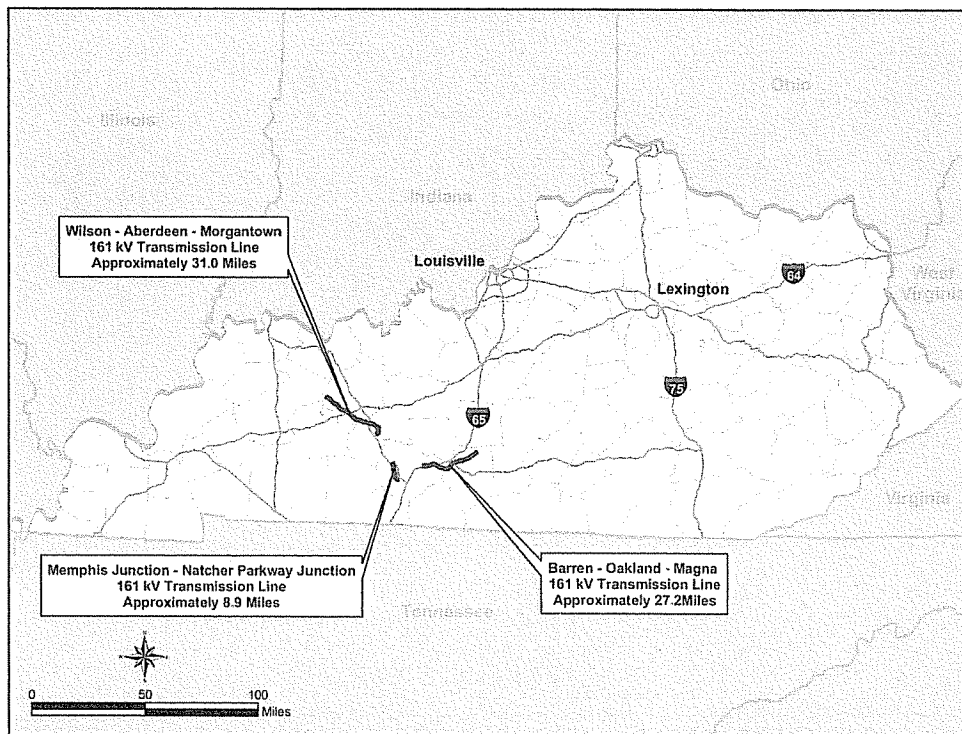 Ohio
Illinois
Indiana
Wilson - Aberdeen - Morgantown
161 kV Transmission Line
Approximately 31.0 Miles
Louisville
64
West
Virginia
Lexington
75
65
Virginia
Memphis Junction - Natcher Parkway Junction
161 kV Transmission Line
Approximately 8.9 Miles
Barren - Oakland - Magna
161 kV Transmission Line
Approximately 27.2Miles
Tennessee
0 50 100
Miles